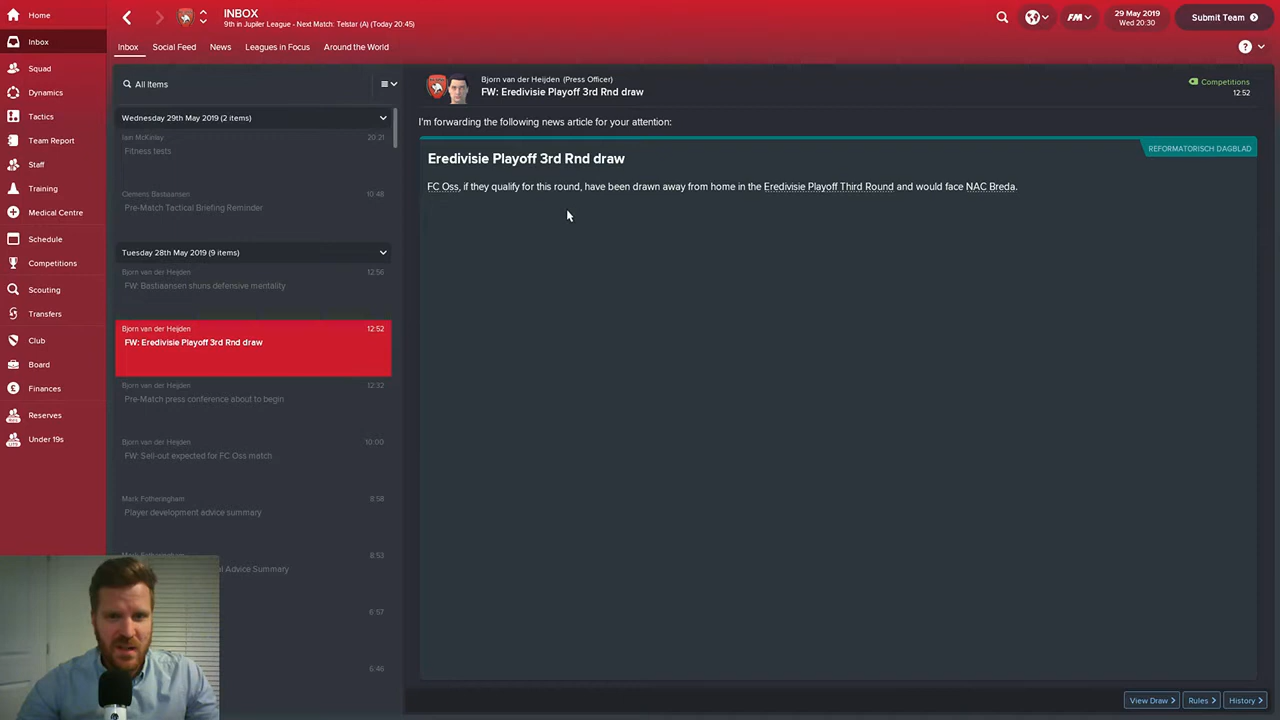 Home
Inbox
Squad
Dynamics
Tactics
Team Report
Staff
Training
Medical Centre
Schedule
Competitions
Scouting
Transfers
Club
Board
Finances
Reserves
Under 19s
INBOX
9th in Jupiler League - Next Match: Telstar (A) (Today 20:45)
FM
29 May 2019
Wed 20:30
Submit Team
Inbox
Social Feed
News
Leagues in Focus
Around the World
?
All Items
Wednesday 29th May 2019 (2 items)
Iain McKinlay 20:21
Fitness tests
Clemens Bastiaansen 10:48
Pre-Match Tactical Briefing Reminder
Tuesday 28th May 2019 (9 items)
Bjorn van der Heijden 12:56
FW: Bastiaansen shuns defensive mentality
Bjorn van der Heijden 12:52
FW: Eredivisie Playoff 3rd Rnd draw
Bjorn van der Heijden 12:32
Pre-Match press conference about to begin
Bjorn van der Heijden 10:00
FW: Sell-out expected for FC Oss match
Mark Fotheringham 8:58
Player development advice summary
Mark Fotheringham 8:53
Advice Summary
6:57
6:46
Bjorn van der Heijden (Press Officer)
FW: Eredivisie Playoff 3rd Rnd draw
Competitions
12:52
I'm forwarding the following news article for your attention:
REFORMATORISCH DAGBLAD
Eredivisie Playoff 3rd Rnd draw
FC Oss, if they qualify for this round, have been drawn away from home in the Eredivisie Playoff Third Round and would face NAC Breda.
View Draw
Rules
History